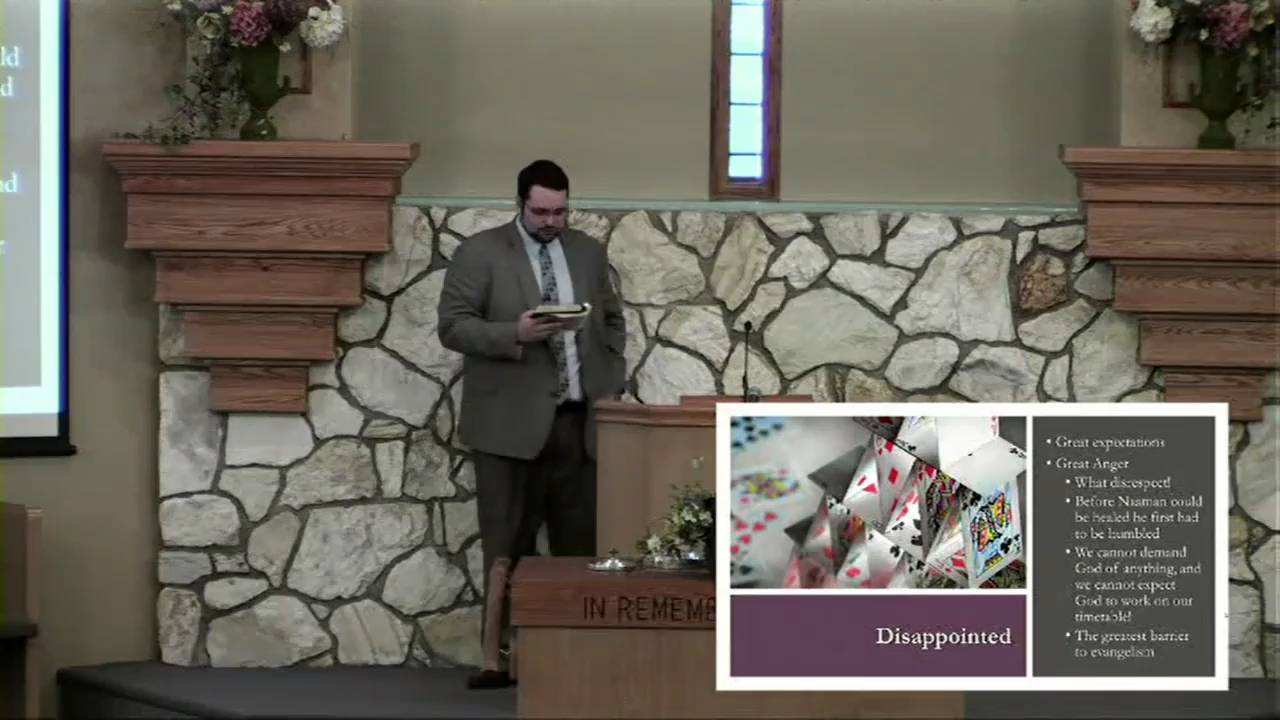 ld
d
nd
IN REMEMB
• Great expectations
• Great Anger
• What disrespect!
• Before Naaman could
be healed he first had
to be humbled
• We cannot demand
God of anything, and
we cannot expect
God to work on our
timetable!
• The greatest barrier
to evangelism
Disappointed